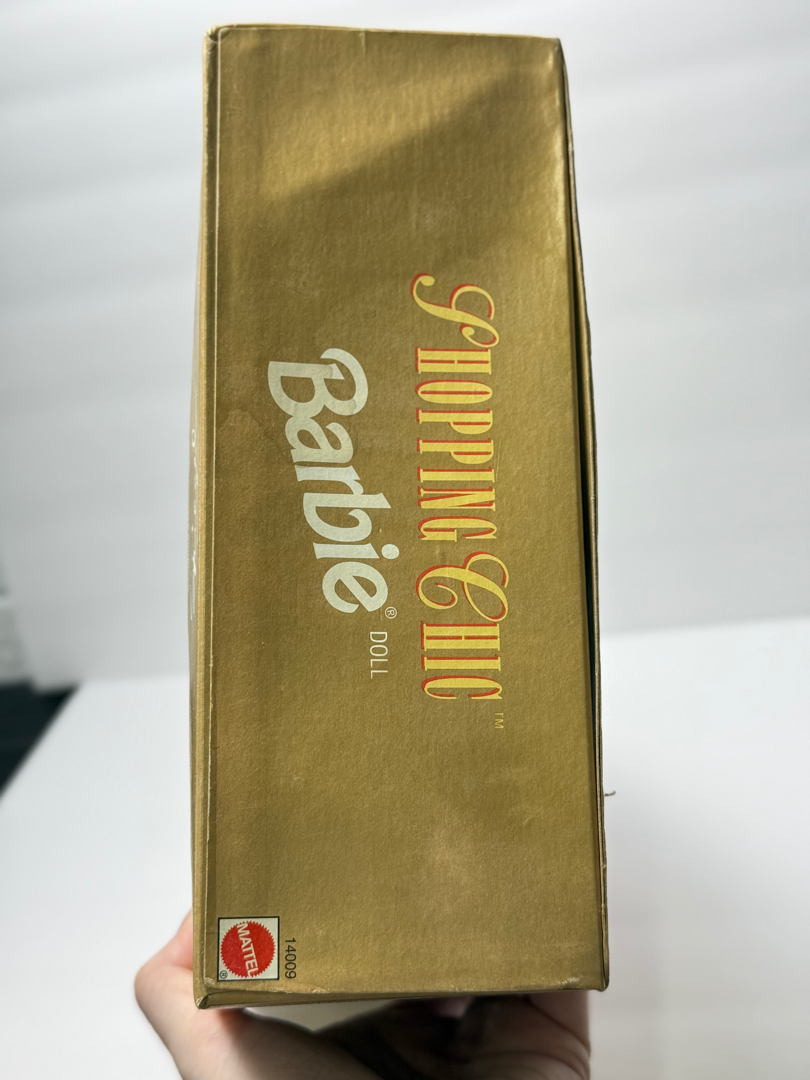 SHOPPING CHIC™
Barbie® DOLL
14009
MATTEL®